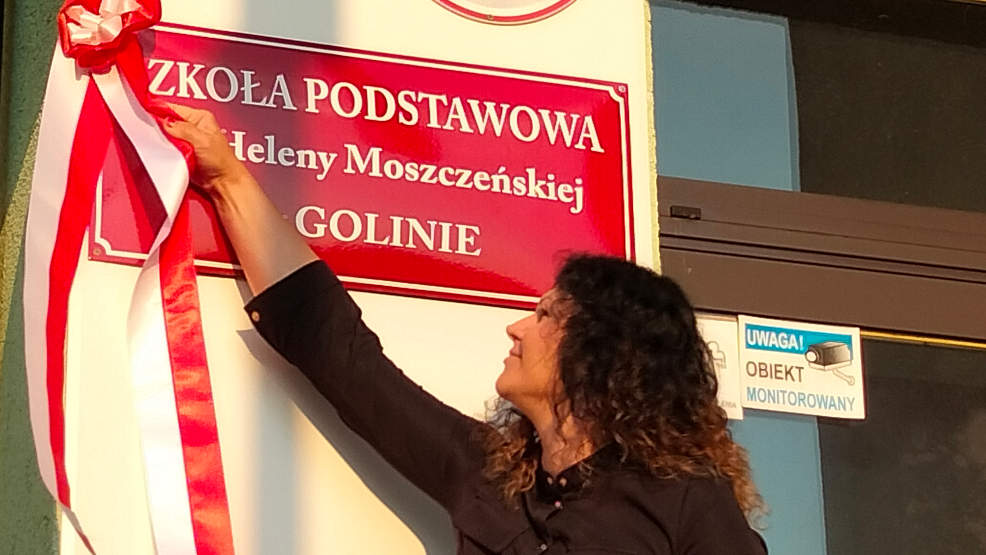 ZKOŁA PODSTAWOWA
Heleny Moszczeńskiej
GOLINIE
UWAGA!
OBIEKT
MONITOROWANY